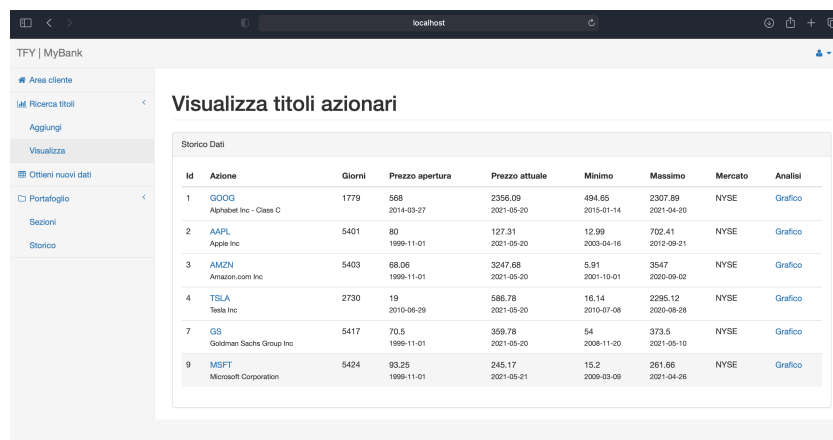 localhost
TFY | MyBank
Area cliente
Ricerca titoli
Aggiungi
Visualizza
Ottieni nuovi dati
Portafoglio
Sezioni
Storico
Visualizza titoli azionari
Storico Dati
Id Azione Giorni Prezzo apertura Prezzo attuale Minimo Massimo Mercato Analisi
1 GOOG 1779 568 2356.09 494.65 2307.89 NYSE Grafico
Alphabet Inc - Class C 2014-03-27 2021-05-20 2015-01-14 2021-04-20
2 AAPL 5401 80 127.31 12.99 702.41 NYSE Grafico
Apple Inc 1999-11-01 2021-05-20 2003-04-16 2012-09-21
3 AMZN 5403 68.06 3247.68 5.91 3547 NYSE Grafico
Amazon.com Inc 1999-11-01 2021-05-20 2001-10-01 2020-09-02
4 TSLA 2730 19 586.78 16.14 2295.12 NYSE Grafico
Tesla Inc 2010-06-29 2021-05-20 2010-07-08 2020-08-28
7 GS 5417 70.5 359.78 54 373.5 NYSE Grafico
Goldman Sachs Group Inc 1999-11-01 2021-05-20 2008-11-20 2021-05-10
9 MSFT 5424 93.25 245.17 15.2 261.66 NYSE Grafico
Microsoft Corporation 1999-11-01 2021-05-21 2009-03-09 2021-04-26